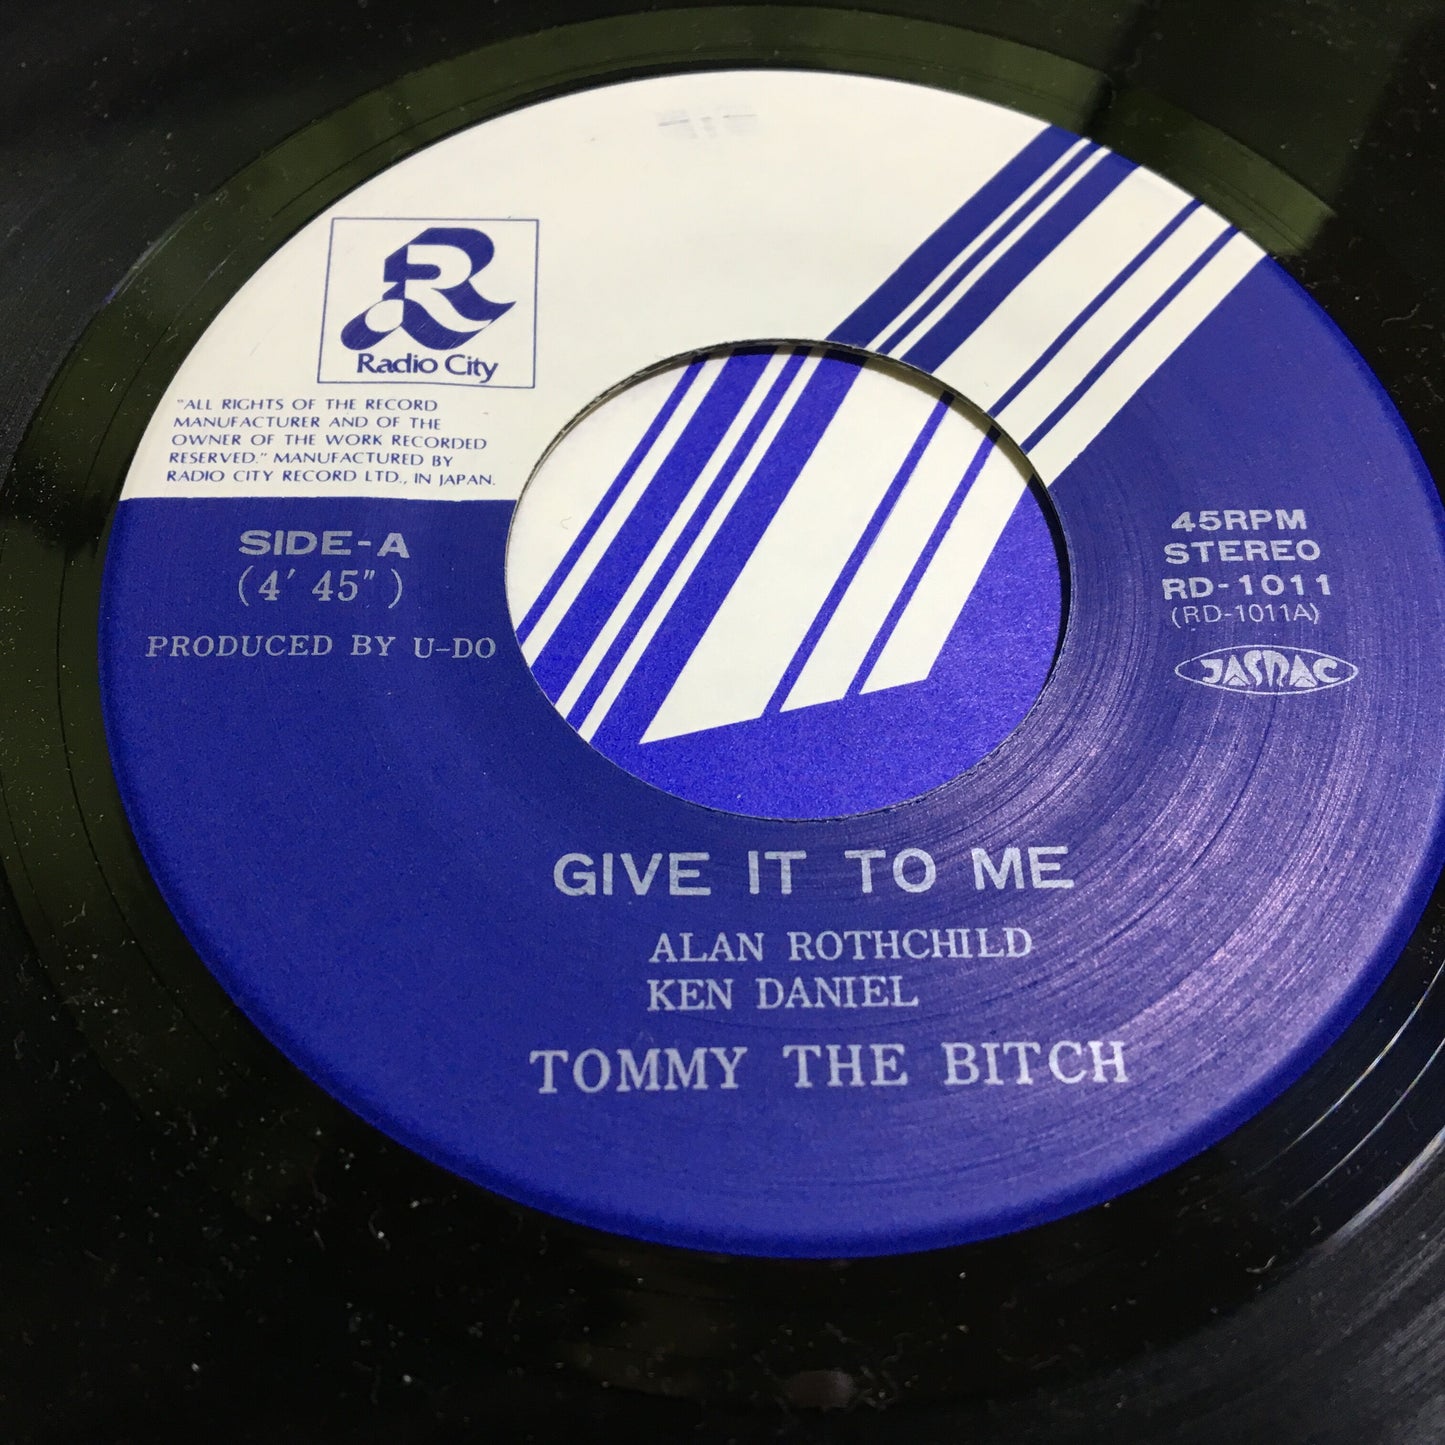 Radio City
"ALL RIGHTS OF THE RECORD
MANUFACTURER AND OF THE
OWNER OF THE WORK RECORDED
RESERVED." MANUFACTURED BY
RADIO CITY RECORD LTD., IN JAPAN.
SIDE-A
(4' 45")
PRODUCED BY U-DO
45RPM
STEREO
RD-1011
(RD-1011A)
JASRAC
GIVE IT TO ME
ALAN ROTHCHILD
KEN DANIEL
TOMMY THE BITCH